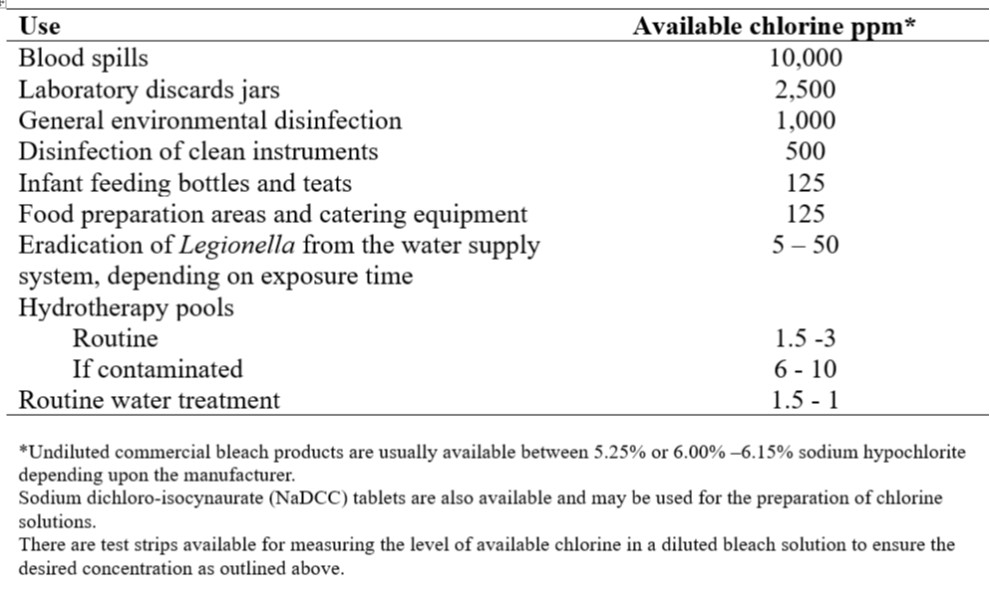 Use Available chlorine ppm*
Blood spills 10,000
Laboratory discards jars 2,500
General environmental disinfection 1,000
Disinfection of clean instruments 500
Infant feeding bottles and teats 125
Food preparation areas and catering equipment 125
Eradication of Legionella from the water supply 5 – 50
system, depending on exposure time
Hydrotherapy pools
Routine 1.5 -3
If contaminated 6 - 10
Routine water treatment 1.5 - 1
*Undiluted commercial bleach products are usually available between 5.25% or 6.00% –6.15% sodium hypochlorite
depending upon the manufacturer.
Sodium dichloro-isocynaurate (NaDCC) tablets are also available and may be used for the preparation of chlorine
solutions.
There are test strips available for measuring the level of available chlorine in a diluted bleach solution to ensure the
desired concentration as outlined above.